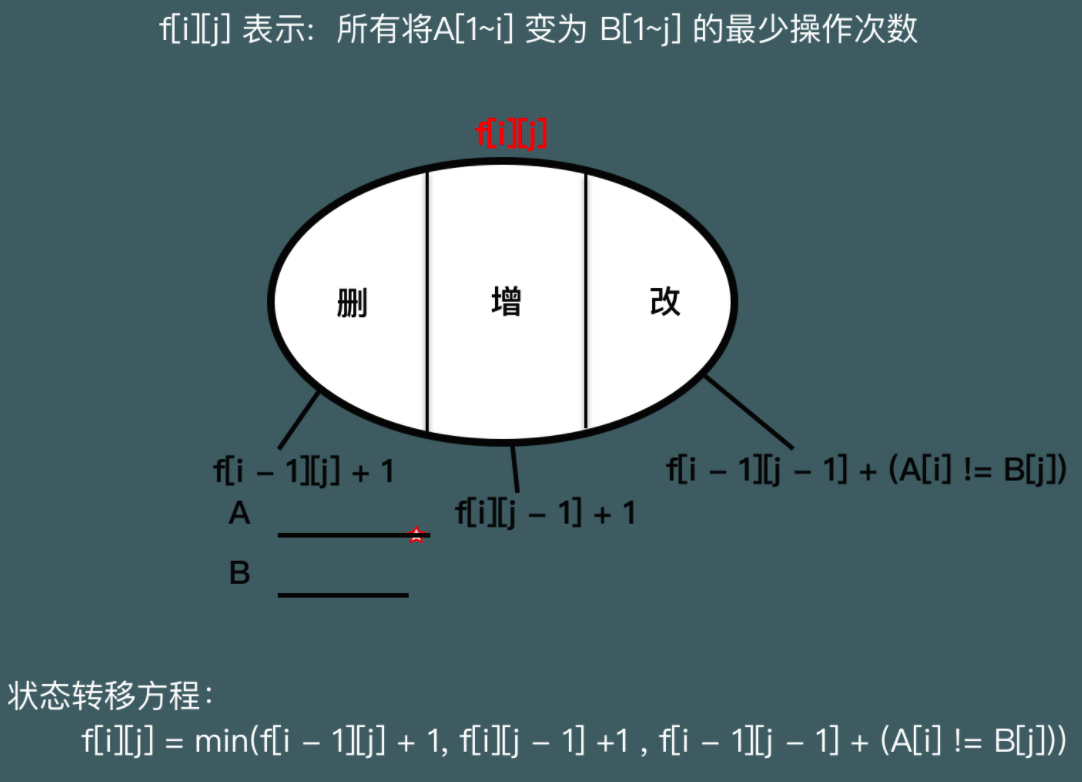 f[i][j] 表示：所有将A[1~i] 变为 B[1~j] 的最少操作次数
f[i][j]
删 增 改
f[i – 1][j] + 1
f[i – 1][j – 1] + (A[i] != B[j])
A
f[i][j – 1] + 1
B
状态转移方程：
f[i][j] = min(f[i – 1][j] + 1, f[i][j – 1] +1 , f[i – 1][j – 1] + (A[i] != B[j]))